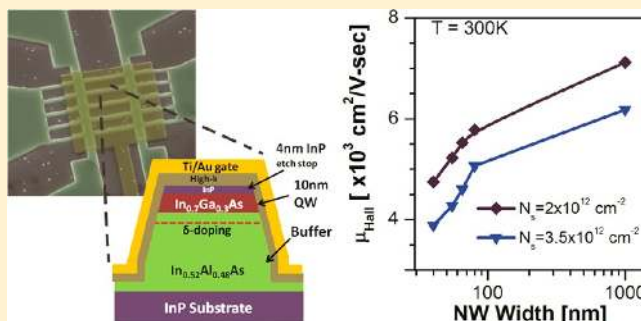 4nm InP
etch stop
Ti/Au gate
High-k
InP
10nm
QW
In0.7Ga0.3As
δ-doping
Buffer
In0.52Al0.48As
InP Substrate
T = 300K
μHall [ x10³ cm²/V-sec]
8
6
4
Ns=2x10¹² cm⁻²
Ns=3.5x10¹² cm⁻²
100
1000
NW Width [nm]